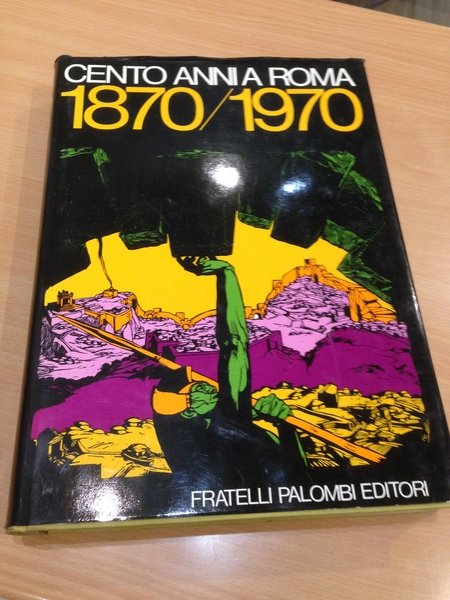 CENTO ANNI A ROMA
1870/1970
FRATELLI PALOMBI EDITORI